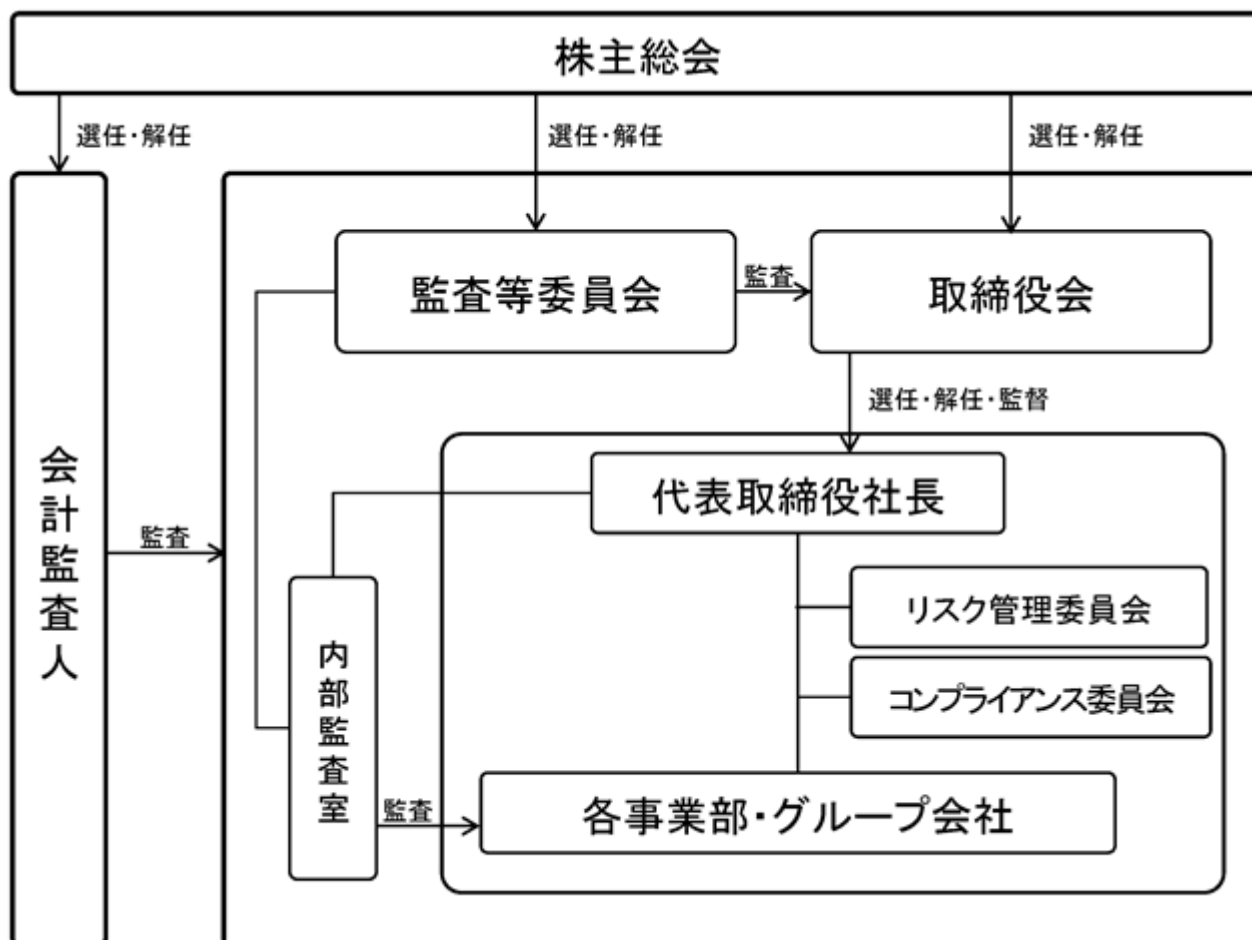 株主総会
選任・解任
選任・解任
選任・解任
監査等委員会
監査
取締役会
選任・解任・監督
会計監査人
監査
代表取締役社長
リスク管理委員会
コンプライアンス委員会
内部監査室
監査
各事業部・グループ会社